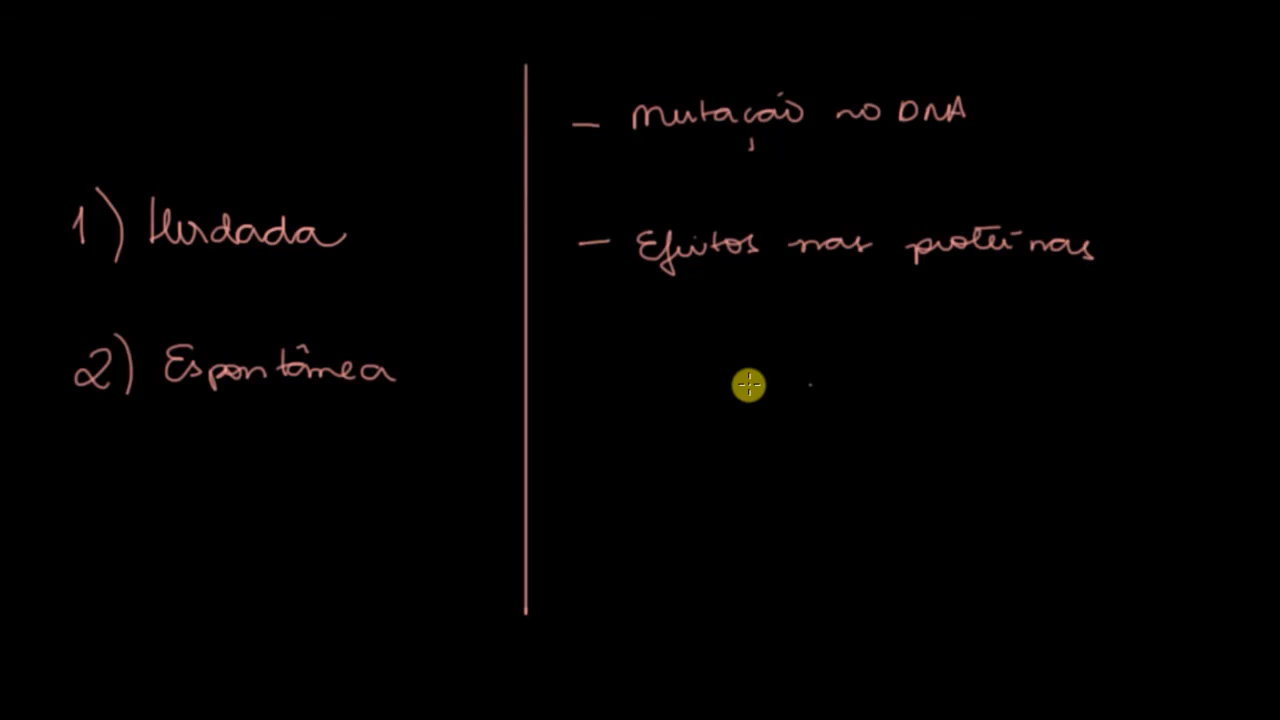 1) Herdada
2) Espontânea
- Mutação no DNA
- Efeitos nas proteínas